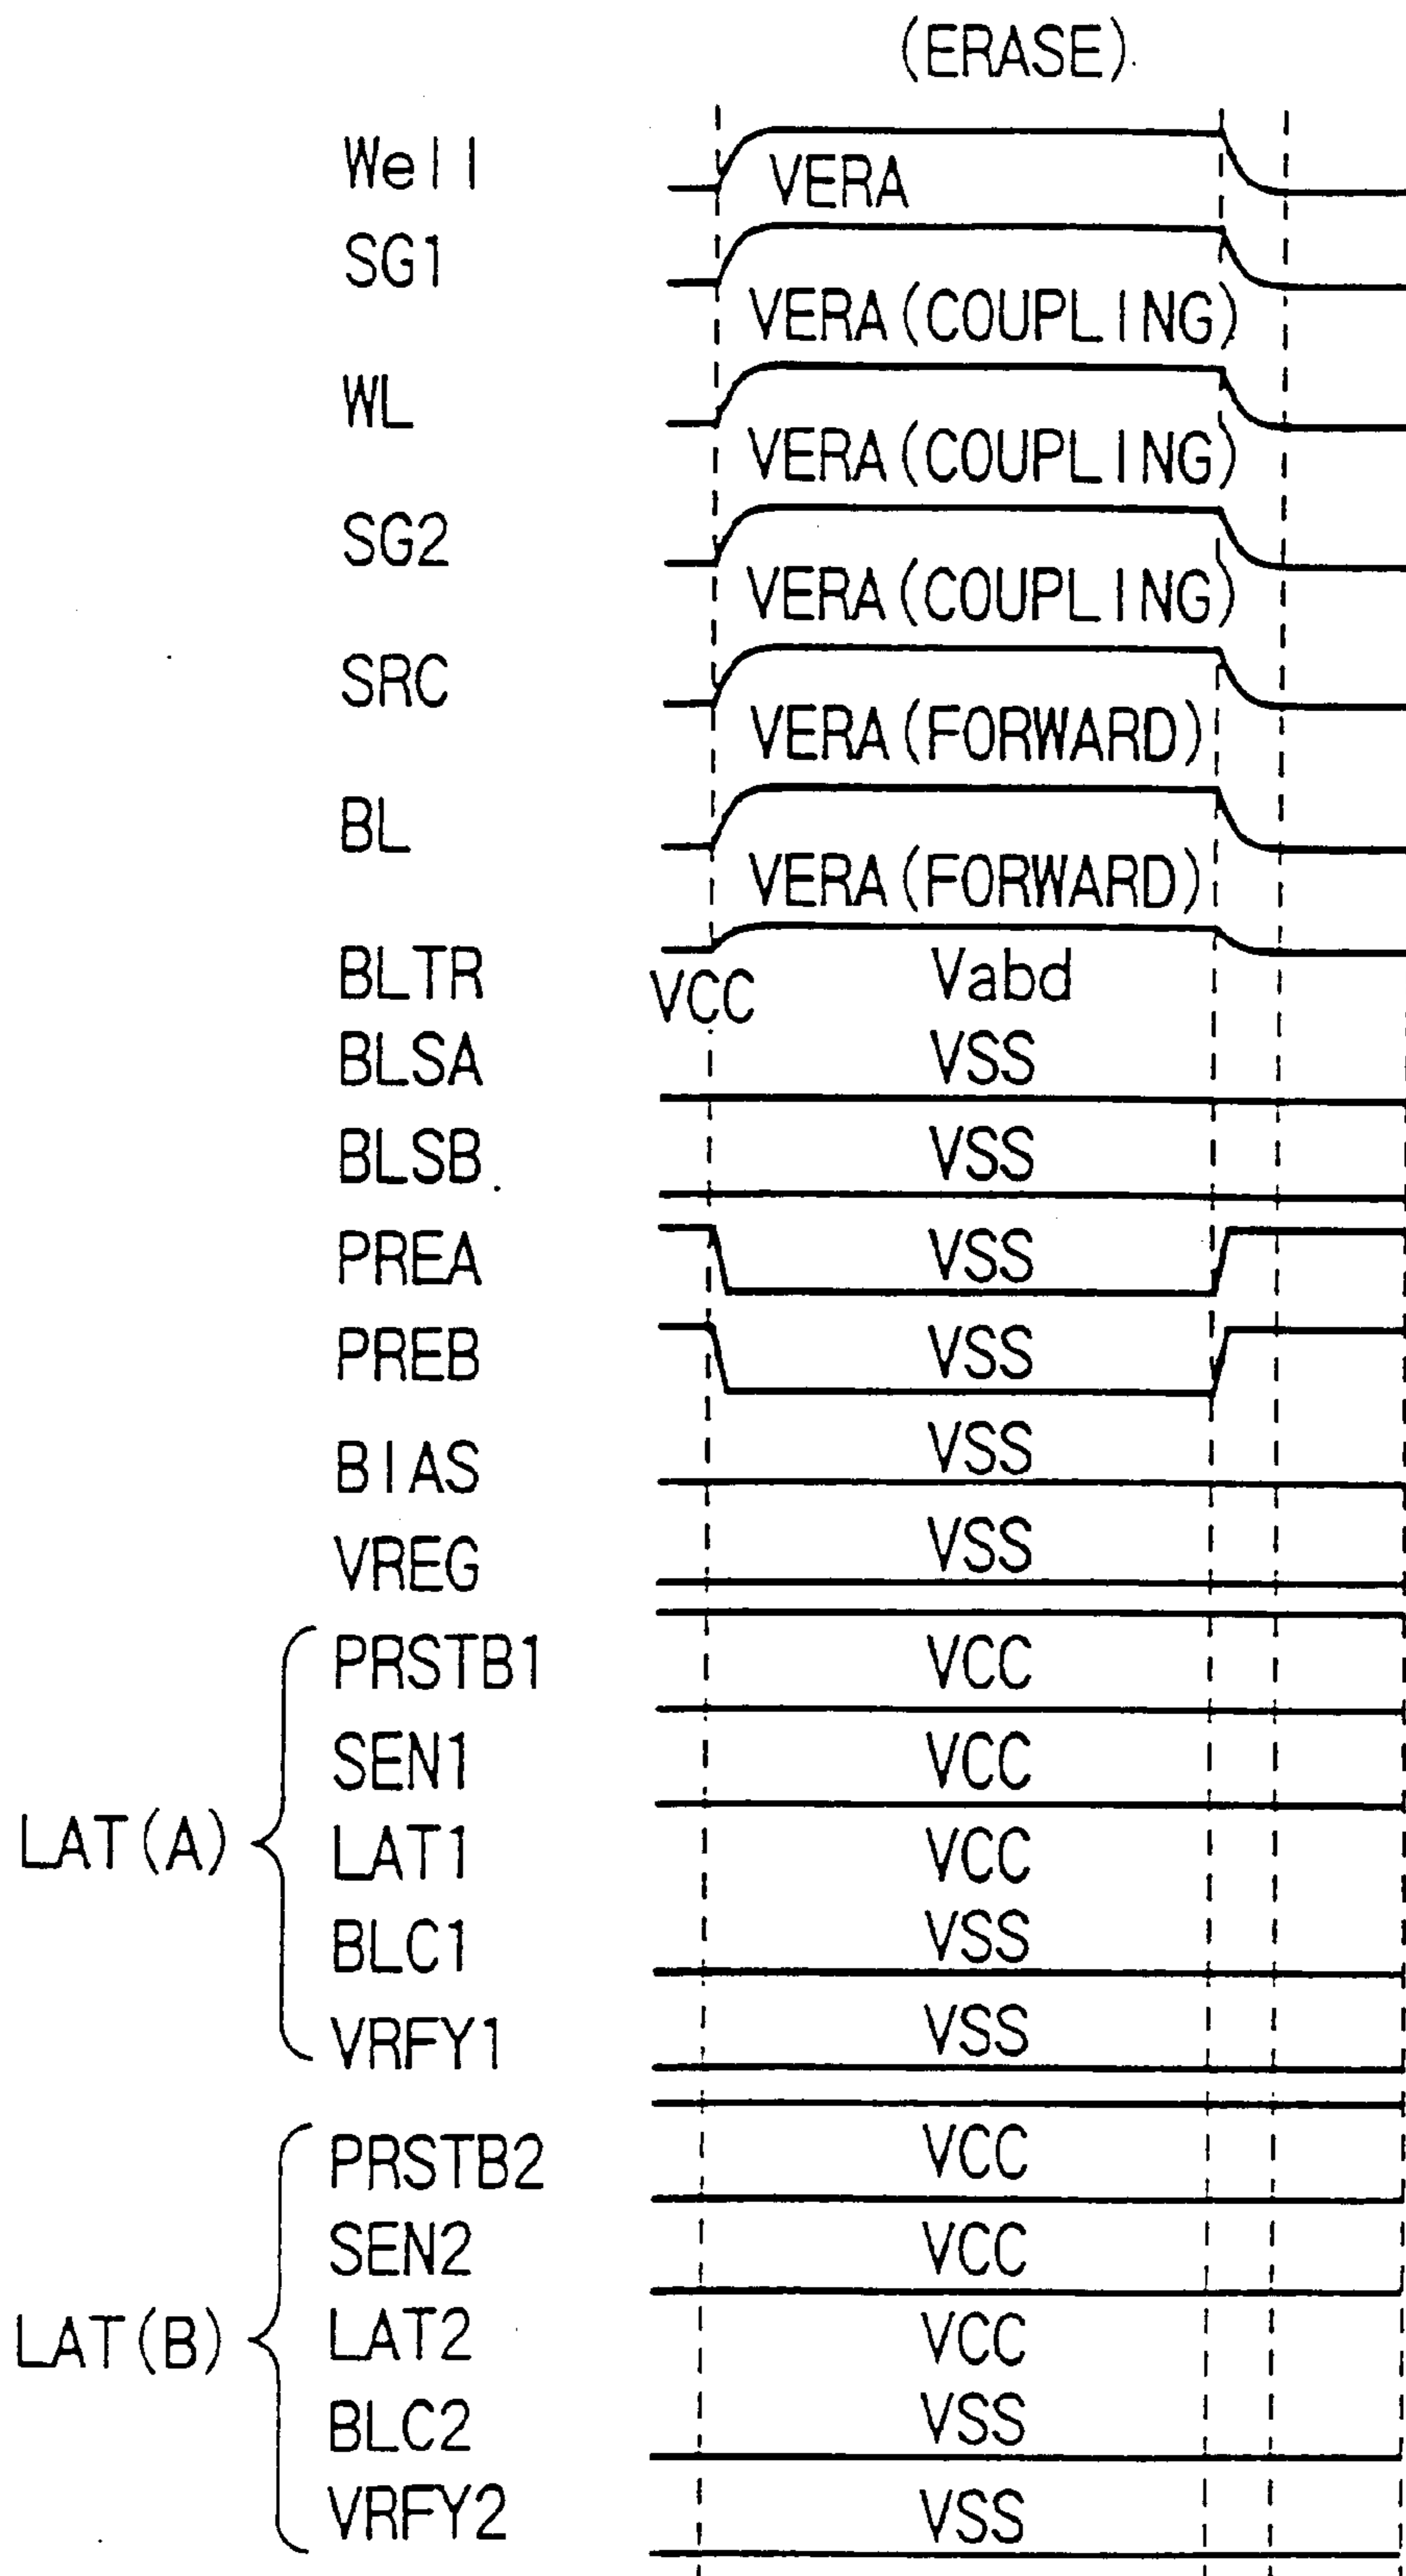 (ERASE)
Well VERA
SG1 VERA(COUPLING)
WL VERA(COUPLING)
SG2 VERA(COUPLING)
SRC VERA(FORWARD)
BL VERA(FORWARD)
BLTR VCC Vabd
BLSA VSS
BLSB VSS
PREA VSS
PREB VSS
BIAS VSS
VREG VSS
PRSTB1 VCC
SEN1 VCC
LAT(A) LAT1 VCC
BLC1 VSS
VRFY1 VSS
PRSTB2 VCC
SEN2 VCC
LAT(B) LAT2 VCC
BLC2 VSS
VRFY2 VSS